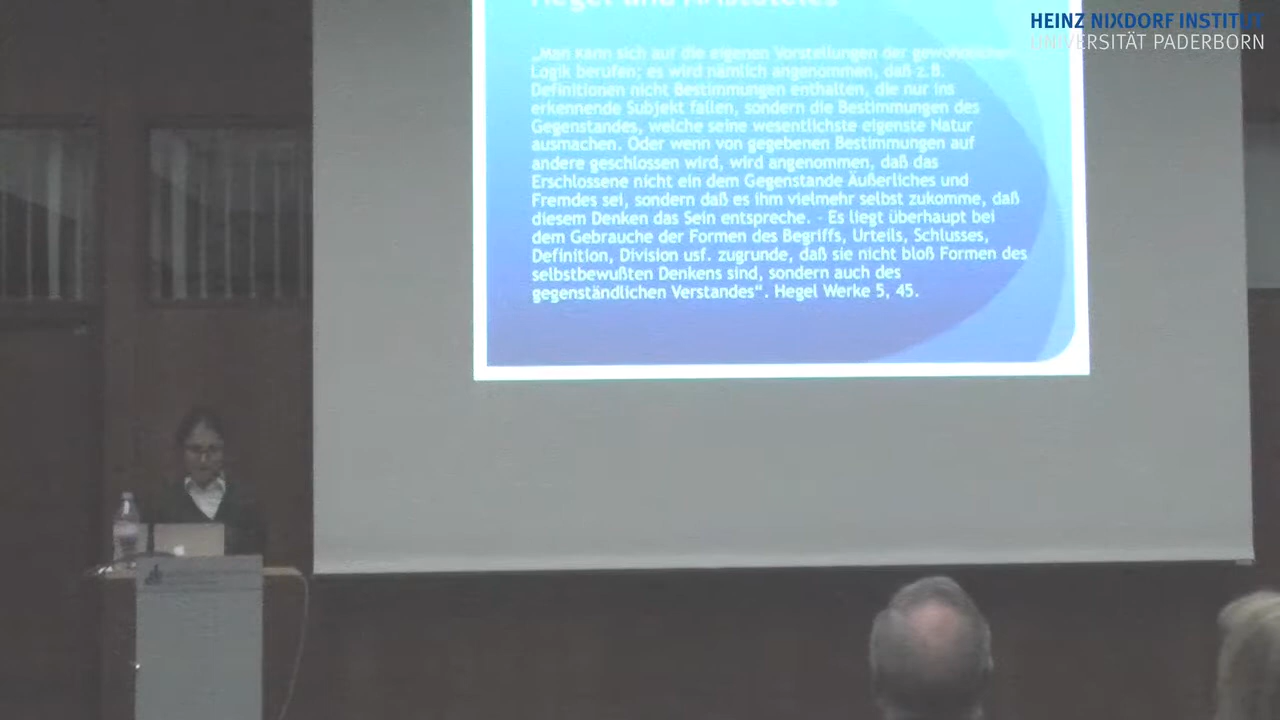 HEINZ NIXDORF INSTITUT
UNIVERSITÄT PADERBORN
Hegel und Aristoteles
„Man kann sich auf die eigenen Vorstellungen der gewöhnlichen
Logik berufen; es wird nämlich angenommen, daß z.B.
Definitionen nicht Bestimmungen enthalten, die nur ins
erkennende Subjekt fallen, sondern die Bestimmungen des
Gegenstandes, welche seine wesentlichste eigenste Natur
ausmachen. Oder wenn von gegebenen Bestimmungen auf
andere geschlossen wird, wird angenommen, daß das
Erschlossene nicht ein dem Gegenstande Äußerliches und
Fremdes sei, sondern daß es ihm vielmehr selbst zukomme, daß
diesem Denken das Sein entspreche. - Es liegt überhaupt bei
dem Gebrauche der Formen des Begriffs, Urteils, Schlusses,
Definition, Division usf. zugrunde, daß sie nicht bloß Formen des
selbstbewußten Denkens sind, sondern auch des
gegenständlichen Verstandes“. Hegel Werke 5, 45.